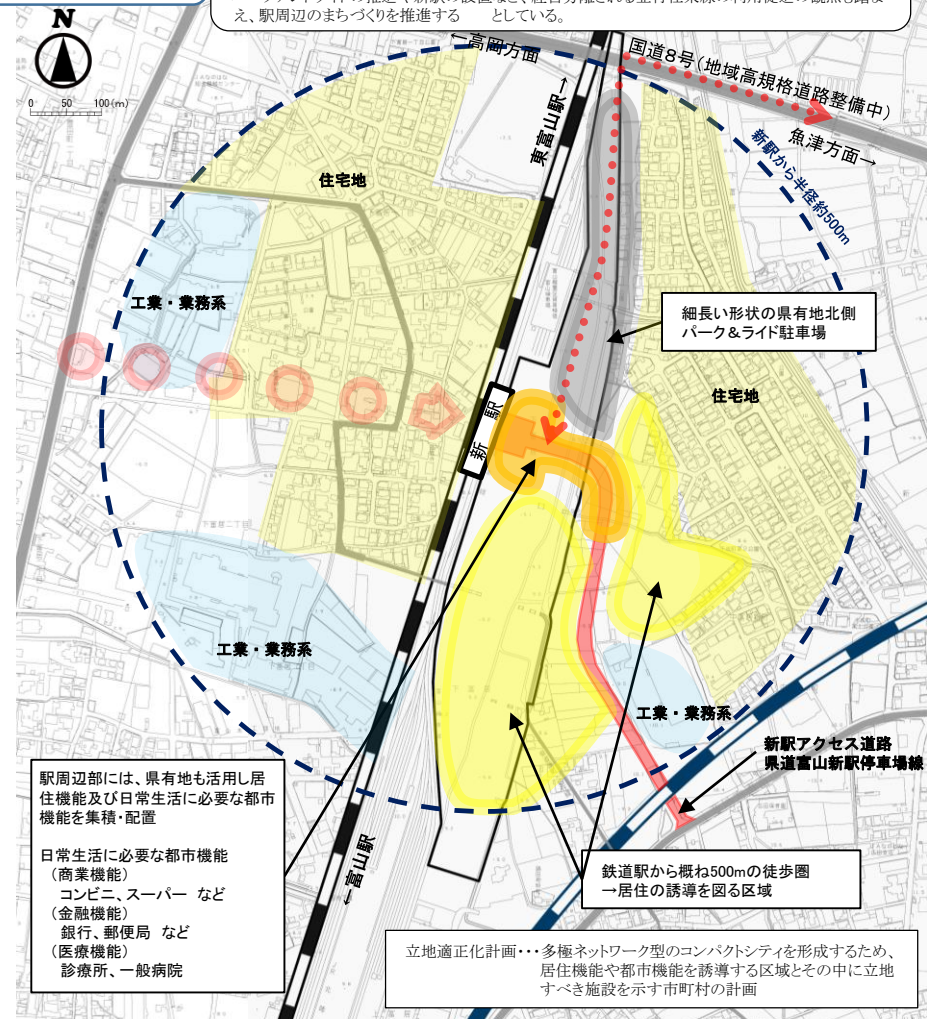 え、駅周辺のまちづくりを推進する　　としている。
N
0 50 100(m)
←高岡方面
東富山駅→
国道8号(地域高規格道路整備中)
魚津方面→
新駅から半径約500m
住宅地
工業・業務系
細長い形状の県有地北側
パーク&ライド駐車場
住宅地
新駅
工業・業務系
工業・業務系
新駅アクセス道路
県道富山新駅停車場線
駅周辺部には、県有地も活用し居
住機能及び日常生活に必要な都市
機能を集積・配置
日常生活に必要な都市機能
(商業機能)
コンビニ、スーパー など
(金融機能)
銀行、郵便局 など
(医療機能)
診療所、一般病院
←富山駅
鉄道駅から概ね500mの徒歩圏
→居住の誘導を図る区域
立地適正化計画・・・多極ネットワーク型のコンパクトシティを形成するため、
居住機能や都市機能を誘導する区域とその中に立地
すべき施設を示す市町村の計画